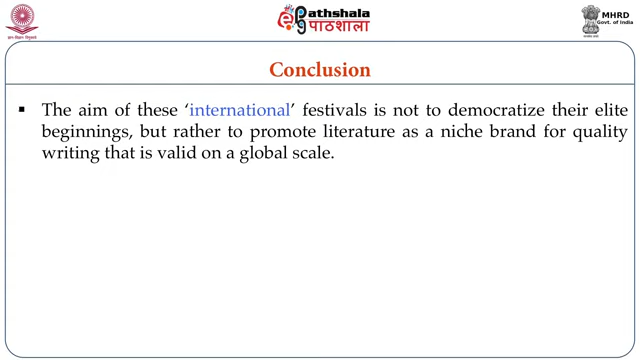 Pathshala
पाठशाला
MHRD
Govt. of India
Conclusion
▪ The aim of these ‘international’ festivals is not to democratize their elite
beginnings, but rather to promote literature as a niche brand for quality
writing that is valid on a global scale.